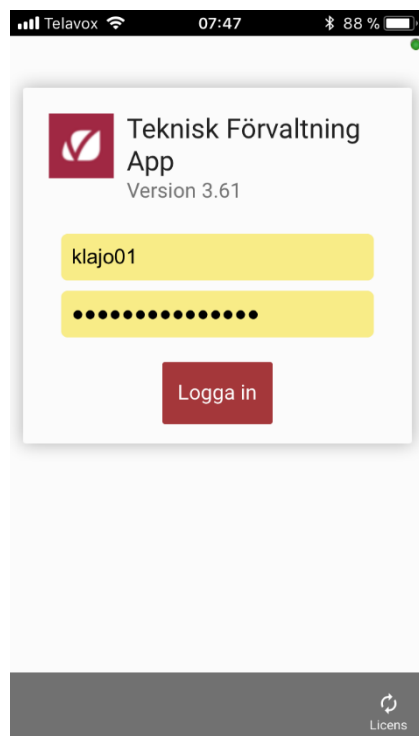 Telavox 07:47 88 %
Teknisk Förvaltning
App
Version 3.61
klajo01
●●●●●●●●●●●●●●●
Logga in
Licens